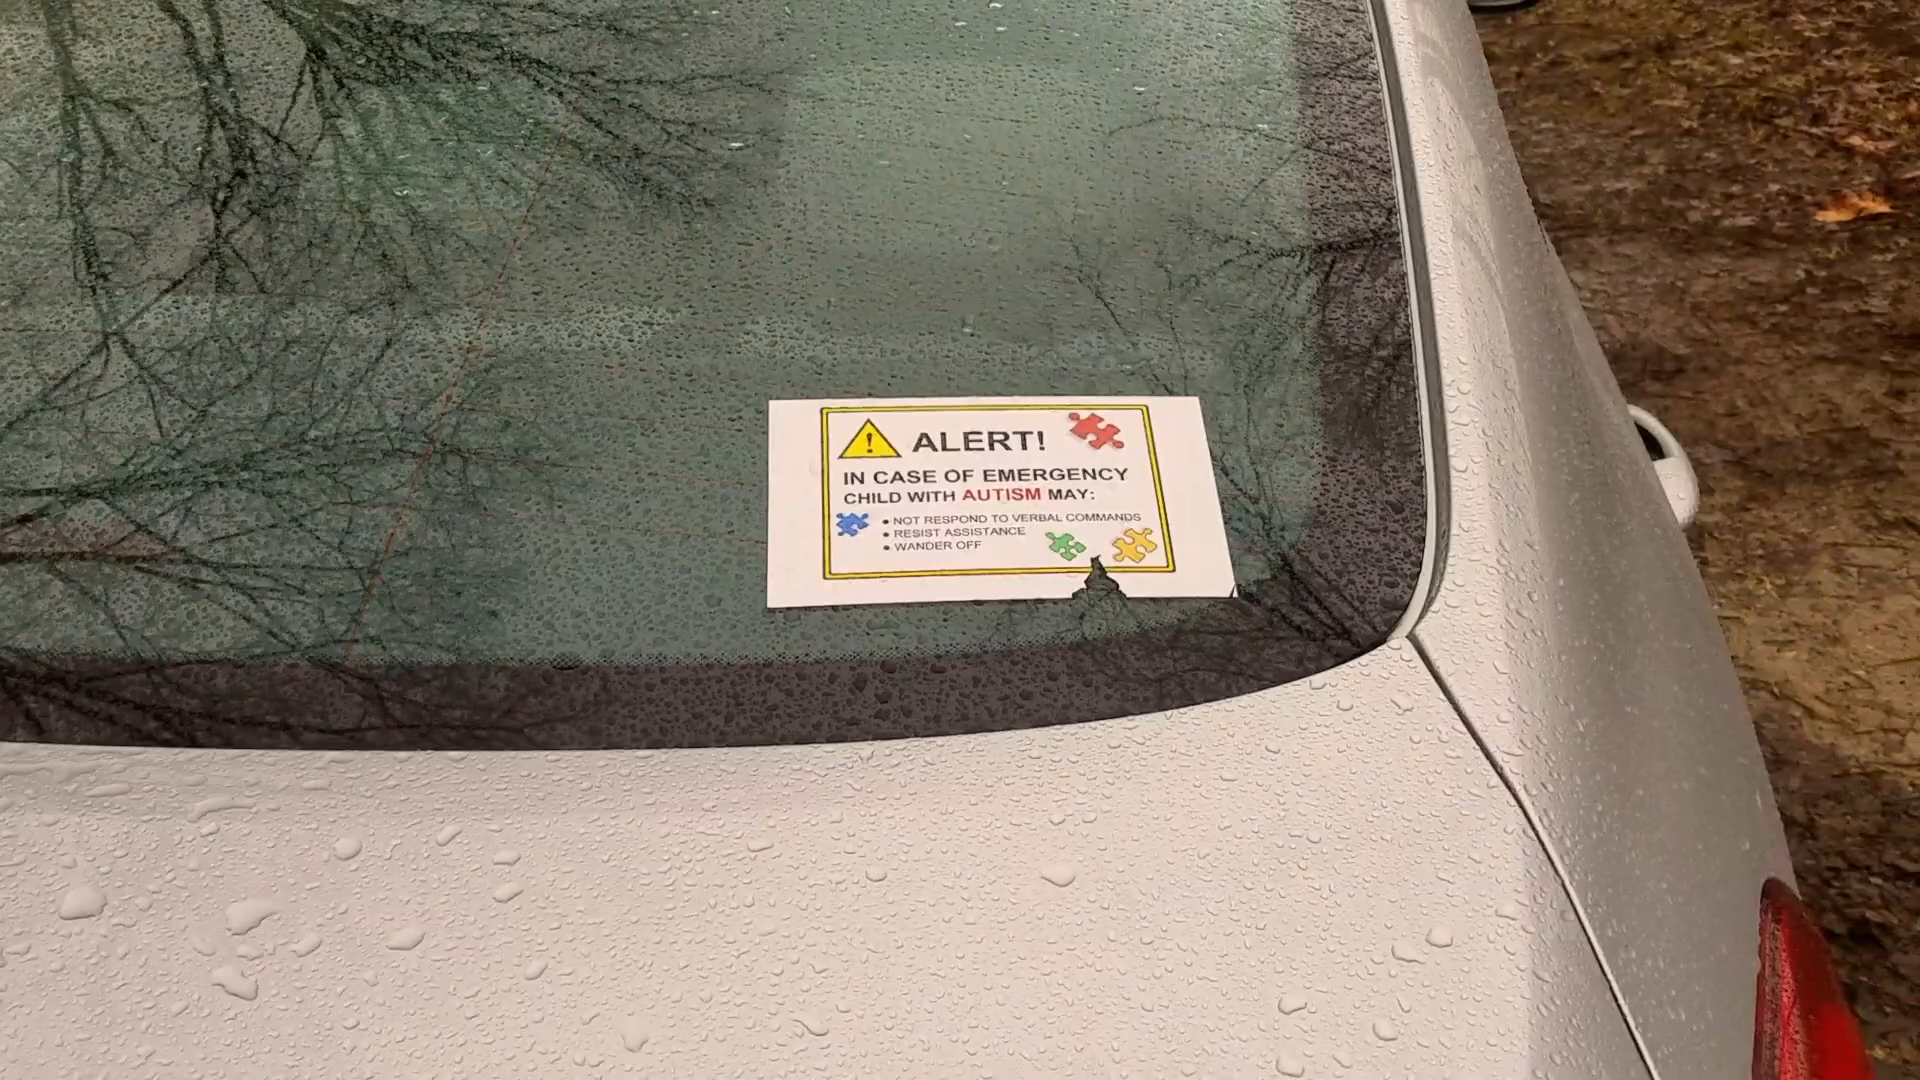 ALERT!
IN CASE OF EMERGENCY
CHILD WITH AUTISM MAY:
• NOT RESPOND TO VERBAL COMMANDS
• RESIST ASSISTANCE
• WANDER OFF